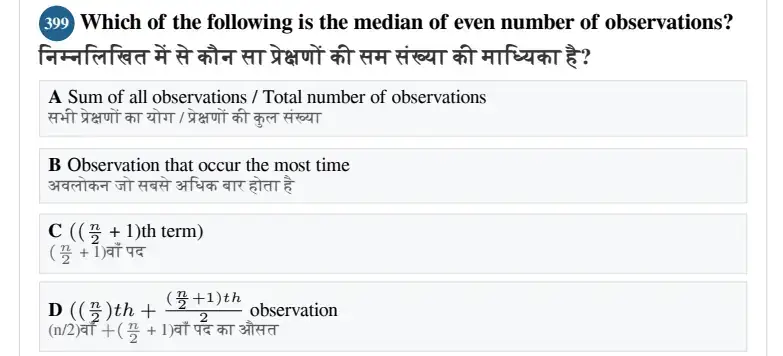 399 Which of the following is the median of even number of observations?
निम्नलिखित में से कौन सा प्रेक्षणों की सम संख्या की माध्यिका है?
A Sum of all observations / Total number of observations
सभी प्रेक्षणों का योग / प्रेक्षणों की कुल संख्या
B Observation that occur the most time
अवलोकन जो सबसे अधिक बार होता है
C ((n/2 + 1)th term)
(n/2 + 1)वाँ पद
D ((n/2)th + (n/2+1)th/2 observation
(n/2)वाँ +(n/2 + 1)वाँ पद का औसत